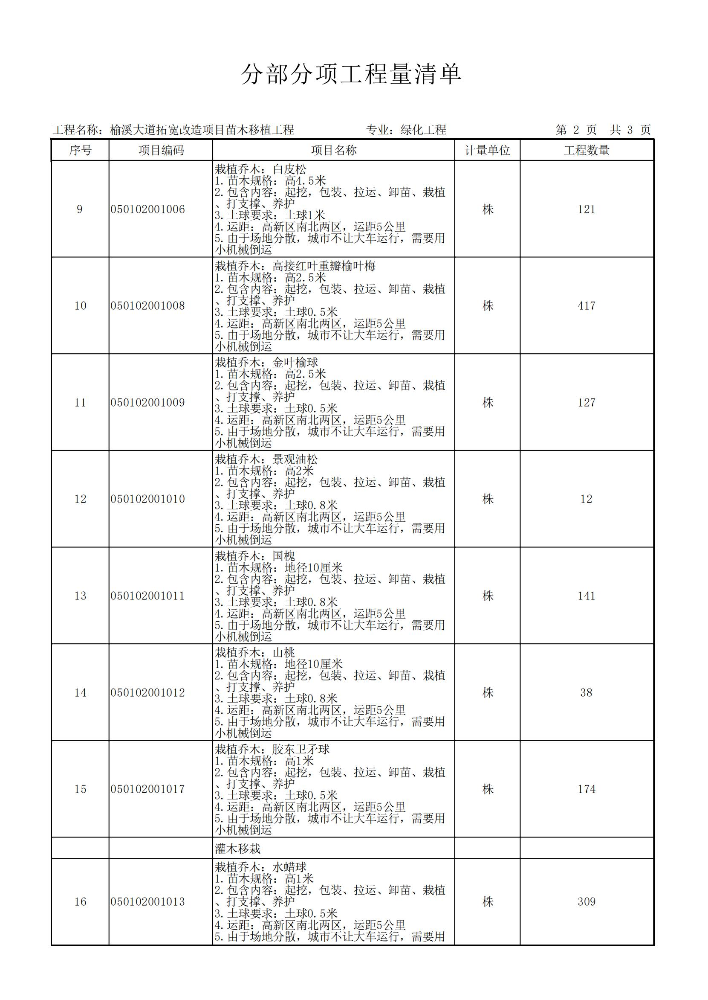 分部分项工程量清单
工程名称：榆溪大道拓宽改造项目苗木移植工程 专业：绿化工程 第 2 页 共 3 页
序号 项目编码 项目名称 计量单位 工程数量
栽植乔木：白皮松
1.苗木规格：高4.5米
2.包含内容：起挖，包装、拉运、卸苗、栽植
、打支撑、养护
9 050102001006 株 121
3.土球要求：土球1米
4.运距：高新区南北两区，运距5公里
5.由于场地分散，城市不让大车运行，需要用
小机械倒运
栽植乔木：高接红叶重瓣榆叶梅
1.苗木规格：高2.5米
2.包含内容：起挖，包装、拉运、卸苗、栽植
、打支撑、养护
10 050102001008 株 417
3.土球要求：土球0.5米
4.运距：高新区南北两区，运距5公里
5.由于场地分散，城市不让大车运行，需要用
小机械倒运
栽植乔木：金叶榆球
1.苗木规格：高2.5米
2.包含内容：起挖，包装、拉运、卸苗、栽植
、打支撑、养护
11 050102001009 株 127
3.土球要求：土球0.5米
4.运距：高新区南北两区，运距5公里
5.由于场地分散，城市不让大车运行，需要用
小机械倒运
栽植乔木：景观油松
1.苗木规格：高2米
2.包含内容：起挖，包装、拉运、卸苗、栽植
、打支撑、养护
12 050102001010 株 12
3.土球要求：土球0.8米
4.运距：高新区南北两区，运距5公里
5.由于场地分散，城市不让大车运行，需要用
小机械倒运
栽植乔木：国槐
1.苗木规格：地径10厘米
2.包含内容：起挖，包装、拉运、卸苗、栽植
、打支撑、养护
13 050102001011 株 141
3.土球要求：土球0.8米
4.运距：高新区南北两区，运距5公里
5.由于场地分散，城市不让大车运行，需要用
小机械倒运
栽植乔木：山桃
1.苗木规格：地径10厘米
2.包含内容：起挖，包装、拉运、卸苗、栽植
、打支撑、养护
14 050102001012 株 38
3.土球要求：土球0.8米
4.运距：高新区南北两区，运距5公里
5.由于场地分散，城市不让大车运行，需要用
小机械倒运
栽植乔木：胶东卫矛球
1.苗木规格：高1米
2.包含内容：起挖，包装、拉运、卸苗、栽植
、打支撑、养护
15 050102001017 株 174
3.土球要求：土球0.5米
4.运距：高新区南北两区，运距5公里
5.由于场地分散，城市不让大车运行，需要用
小机械倒运
灌木移栽
栽植乔木：水蜡球
1.苗木规格：高1米
2.包含内容：起挖，包装、拉运、卸苗、栽植
、打支撑、养护
16 050102001013 株 309
3.土球要求：土球0.5米
4.运距：高新区南北两区，运距5公里
5.由于场地分散，城市不让大车运行，需要用